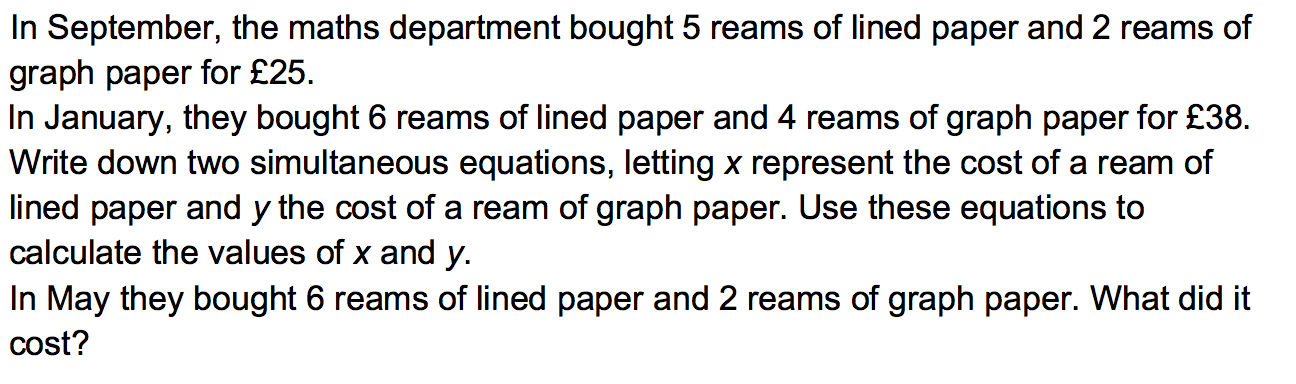 In September, the maths department bought 5 reams of lined paper and 2 reams of
graph paper for £25.
In January, they bought 6 reams of lined paper and 4 reams of graph paper for £38.
Write down two simultaneous equations, letting x represent the cost of a ream of
lined paper and y the cost of a ream of graph paper. Use these equations to
calculate the values of x and y.
In May they bought 6 reams of lined paper and 2 reams of graph paper. What did it
cost?